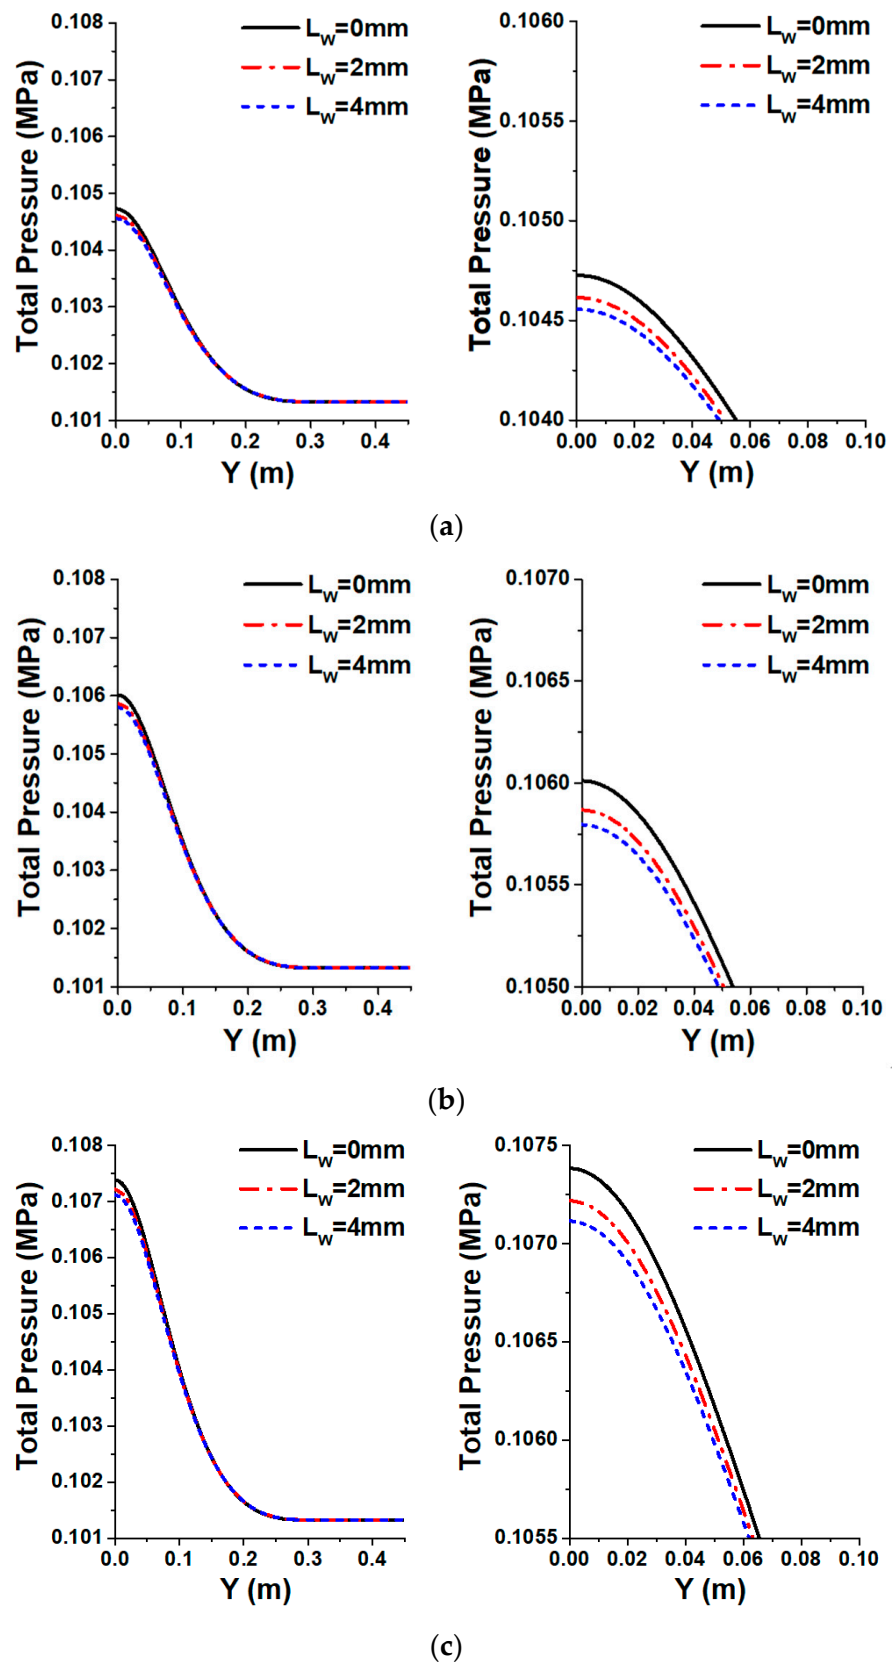 Total Pressure (MPa)
0.108
0.107
0.106
0.105
0.104
0.103
0.102
0.101
0.0 0.1 0.2 0.3 0.4
Y (m)
Lw=0mm
Lw=2mm
Lw=4mm
Total Pressure (MPa)
0.1060
0.1055
0.1050
0.1045
0.1040
0.00 0.02 0.04 0.06 0.08 0.10
Y (m)
Lw=0mm
Lw=2mm
Lw=4mm
(a)
Total Pressure (MPa)
0.108
0.107
0.106
0.105
0.104
0.103
0.102
0.101
0.0 0.1 0.2 0.3 0.4
Y (m)
Lw=0mm
Lw=2mm
Lw=4mm
Total Pressure (MPa)
0.1070
0.1065
0.1060
0.1055
0.1050
0.00 0.02 0.04 0.06 0.08 0.10
Y (m)
Lw=0mm
Lw=2mm
Lw=4mm
(b)
Total Pressure (MPa)
0.108
0.107
0.106
0.105
0.104
0.103
0.102
0.101
0.0 0.1 0.2 0.3 0.4
Y (m)
Lw=0mm
Lw=2mm
Lw=4mm
Total Pressure (MPa)
0.1075
0.1070
0.1065
0.1060
0.1055
0.00 0.02 0.04 0.06 0.08 0.10
Y (m)
Lw=0mm
Lw=2mm
Lw=4mm
(c)